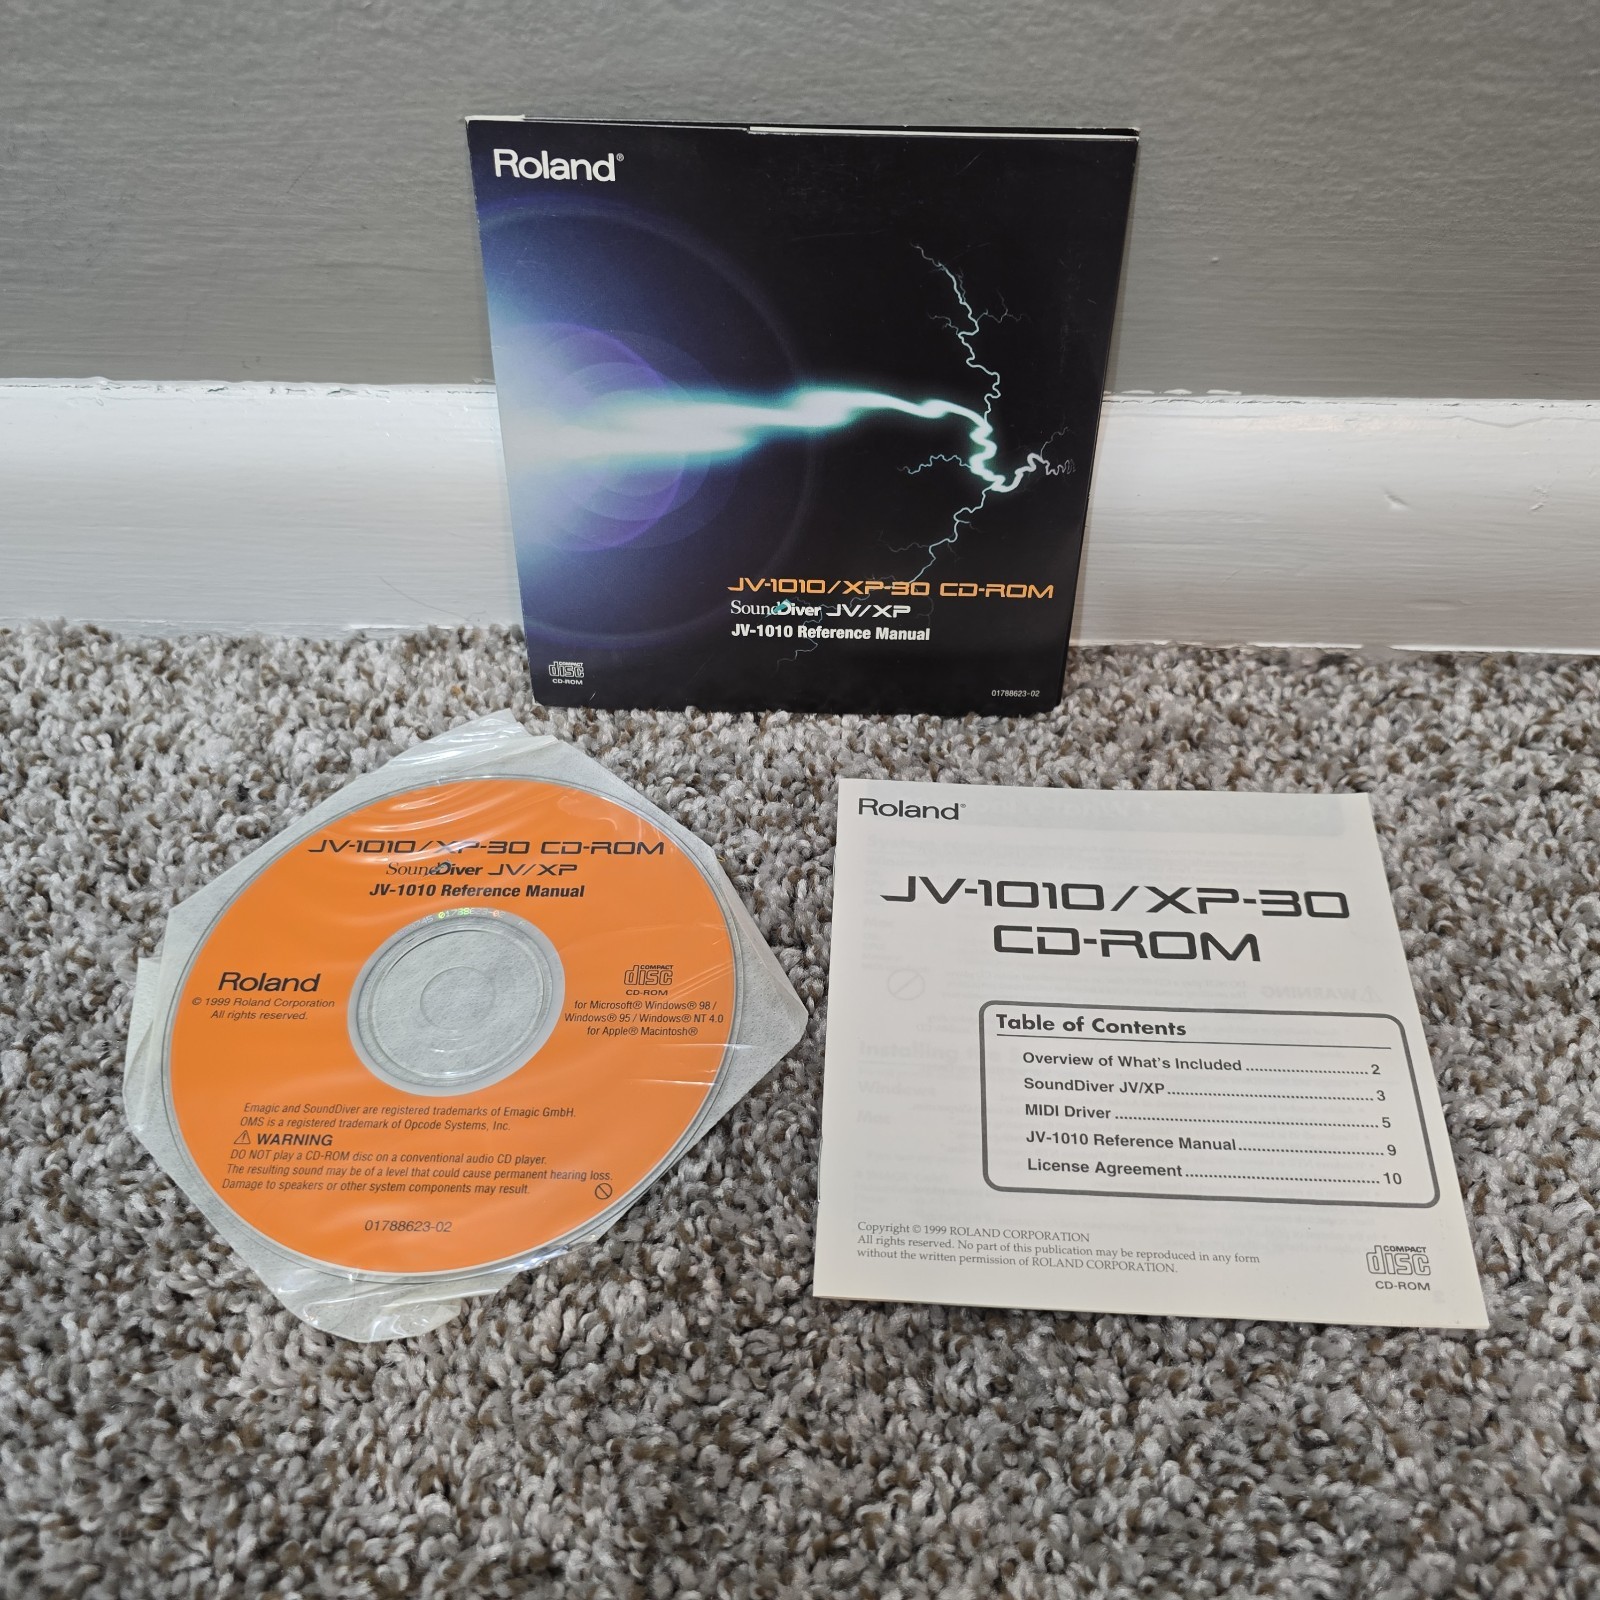 Roland®
JV-1010/XP-30 CD-ROM
SoundDiver JV/XP
JV-1010 Reference Manual
COMPACT
disc
CD-ROM
01788623-02
JV-1010/XP-30 CD-ROM
SoundDiver JV/XP
JV-1010 Reference Manual
Roland
© 1999 Roland Corporation
All rights reserved.
COMPACT
disc
CD-ROM
for Microsoft® Windows® 98 /
Windows® 95 / Windows® NT 4.0
for Apple® Macintosh®
Emagic and SoundDiver are registered trademarks of Emagic GmbH.
OMS is a registered trademark of Opcode Systems, Inc.
WARNING
DO NOT play a CD-ROM disc on a conventional audio CD player.
The resulting sound may be of a level that could cause permanent hearing loss.
Damage to speakers or other system components may result.
01788623-02
Roland®
JV-1010/XP-30
CD-ROM
Table of Contents
Overview of What's Included ........................ 2
SoundDiver JV/XP ........................................ 3
MIDI Driver .................................................... 5
JV-1010 Reference Manual ............................ 9
License Agreement ...................................... 10
Copyright © 1999 ROLAND CORPORATION
All rights reserved. No part of this publication may be reproduced in any form
without the written permission of ROLAND CORPORATION.
COMPACT
disc
CD-ROM